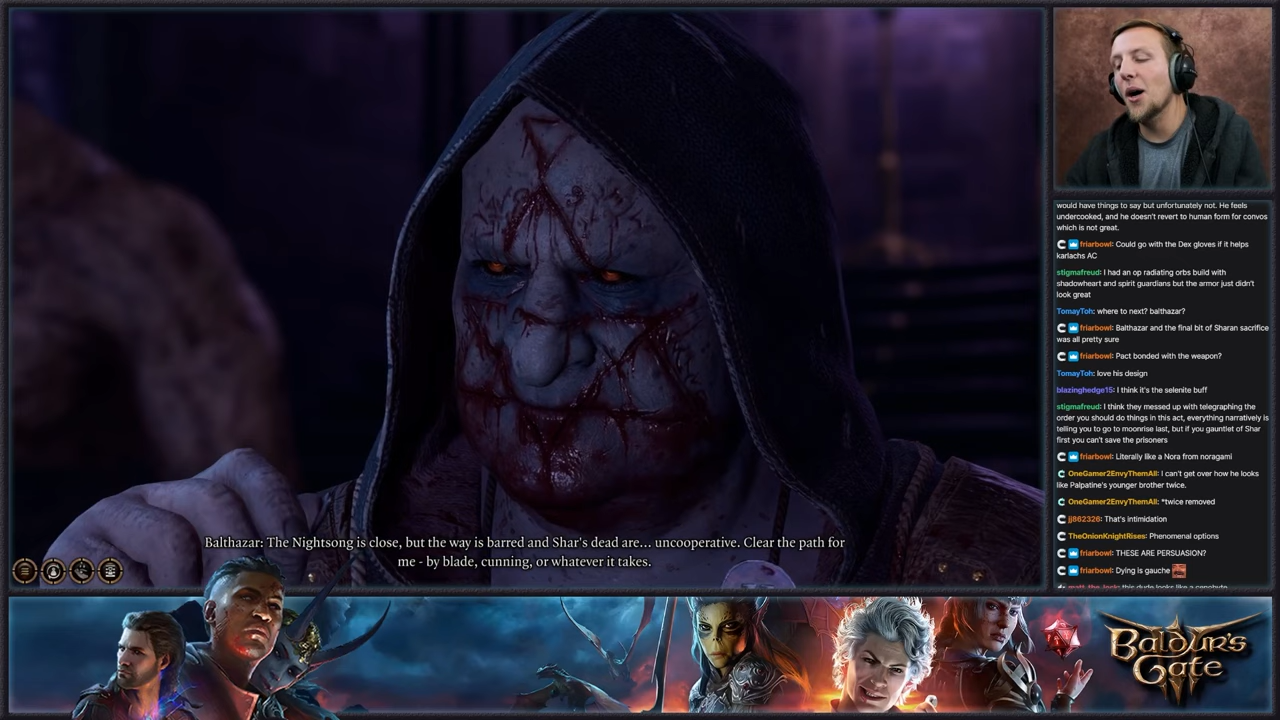 would have things to say but unfortunately not. He feels
undercooked, and he doesn't revert to human form for convos
which is not great.
friarbowl: Could go with the Dex gloves if it helps
karlachs AC
stigmafreud: I had an op radiating orbs build with
shadowheart and spirit guardians but the armor just didn't
look great
TomayToh: where to next? balthazar?
friarbowl: Balthazar and the final bit of Sharan sacrifice
was all pretty sure
friarbowl: Pact bonded with the weapon?
TomayToh: love his design
blazinghedge15: I think it's the selenite buff
stigmafreud: I think they messed up with telegraphing the
order you should do things in this act, everything narratively is
telling you to go to moonrise last, but if you gauntlet of Shar
first you can't save the prisoners
friarbowl: Literally like a Nora from noragami
OneGamer2EnvyThemAll: I can't get over how he looks
like Palpatine's younger brother twice.
OneGamer2EnvyThemAll: *twice removed
jj862326: That's intimidation
TheOnionKnightRises: Phenomenal options
friarbowl: THESE ARE PERSUASION?
friarbowl: Dying is gauche
this dude looks like a cenobyte
Balthazar: The Nightsong is close, but the way is barred and Shar's dead are... uncooperative. Clear the path for
me - by blade, cunning, or whatever it takes.
BALDUR'S
GATE
III